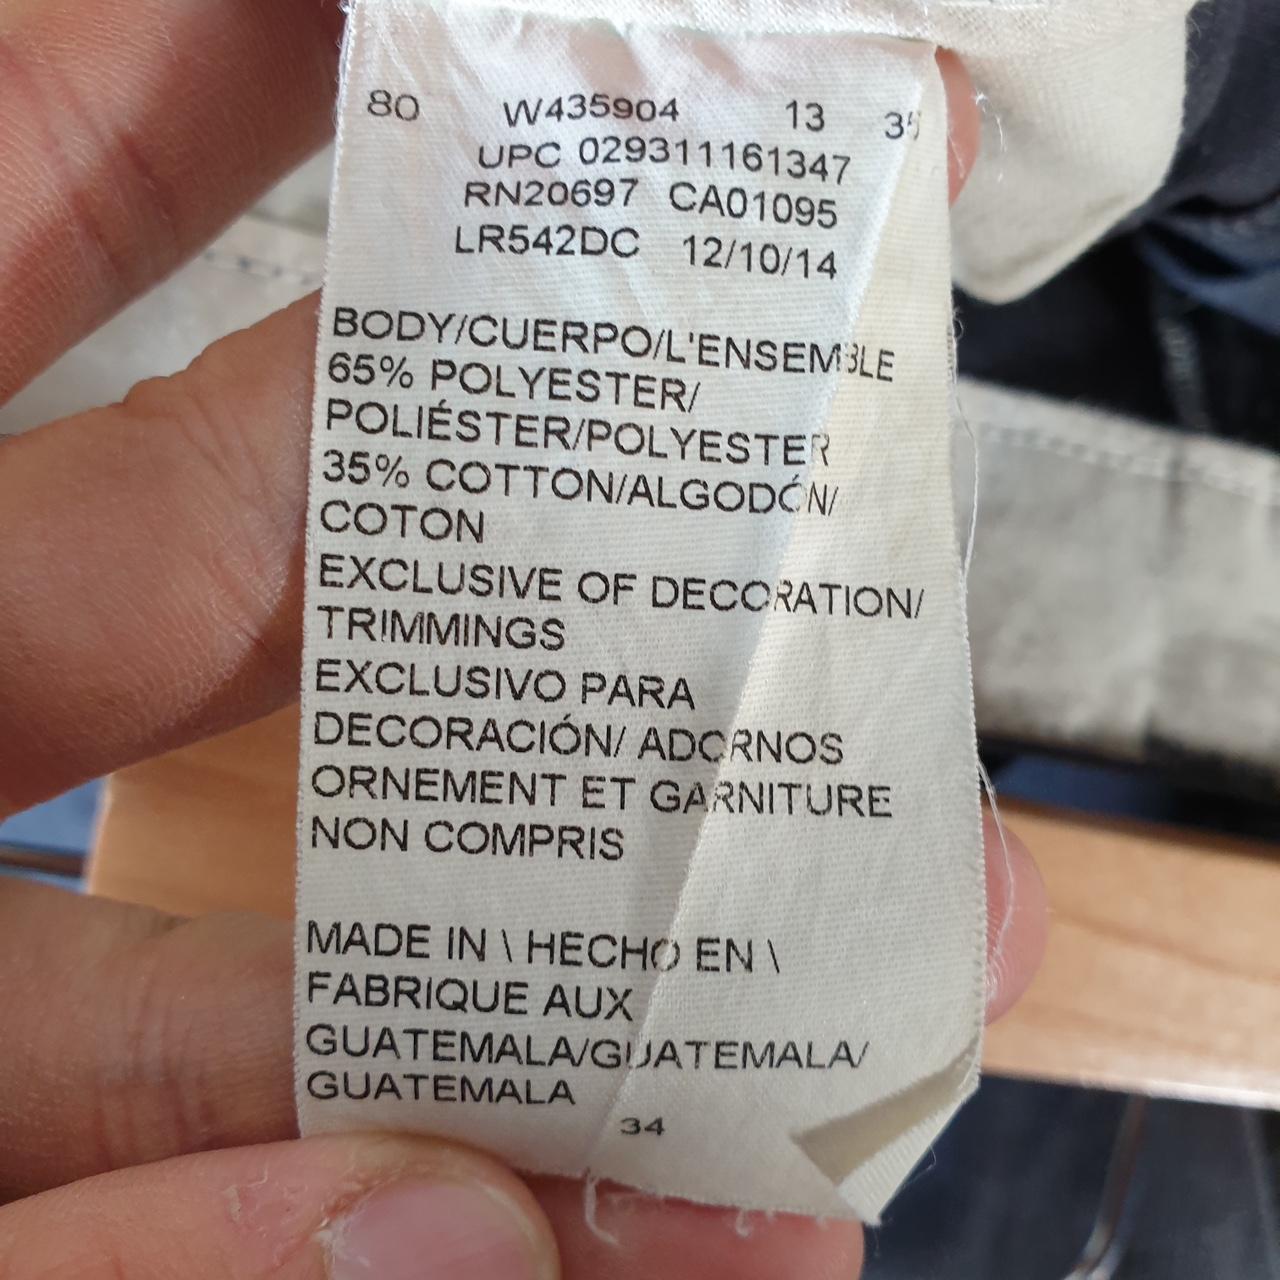 80 W435904 13
UPC 029311161347
RN20697 CA01095
LR542DC 12/10/14
BODY/CUERPO/L'ENSEMBLE
65% POLYESTER/
POLIÉSTER/POLYESTER
35% COTTON/ALGODÓN/
COTON
EXCLUSIVE OF DECORATION/
TRIMMINGS
EXCLUSIVO PARA
DECORACIÓN/ ADORNOS
ORNEMENT ET GARNITURE
NON COMPRIS
MADE IN \ HECHO EN \
FABRIQUE AUX
GUATEMALA/GUATEMALA/
GUATEMALA
34